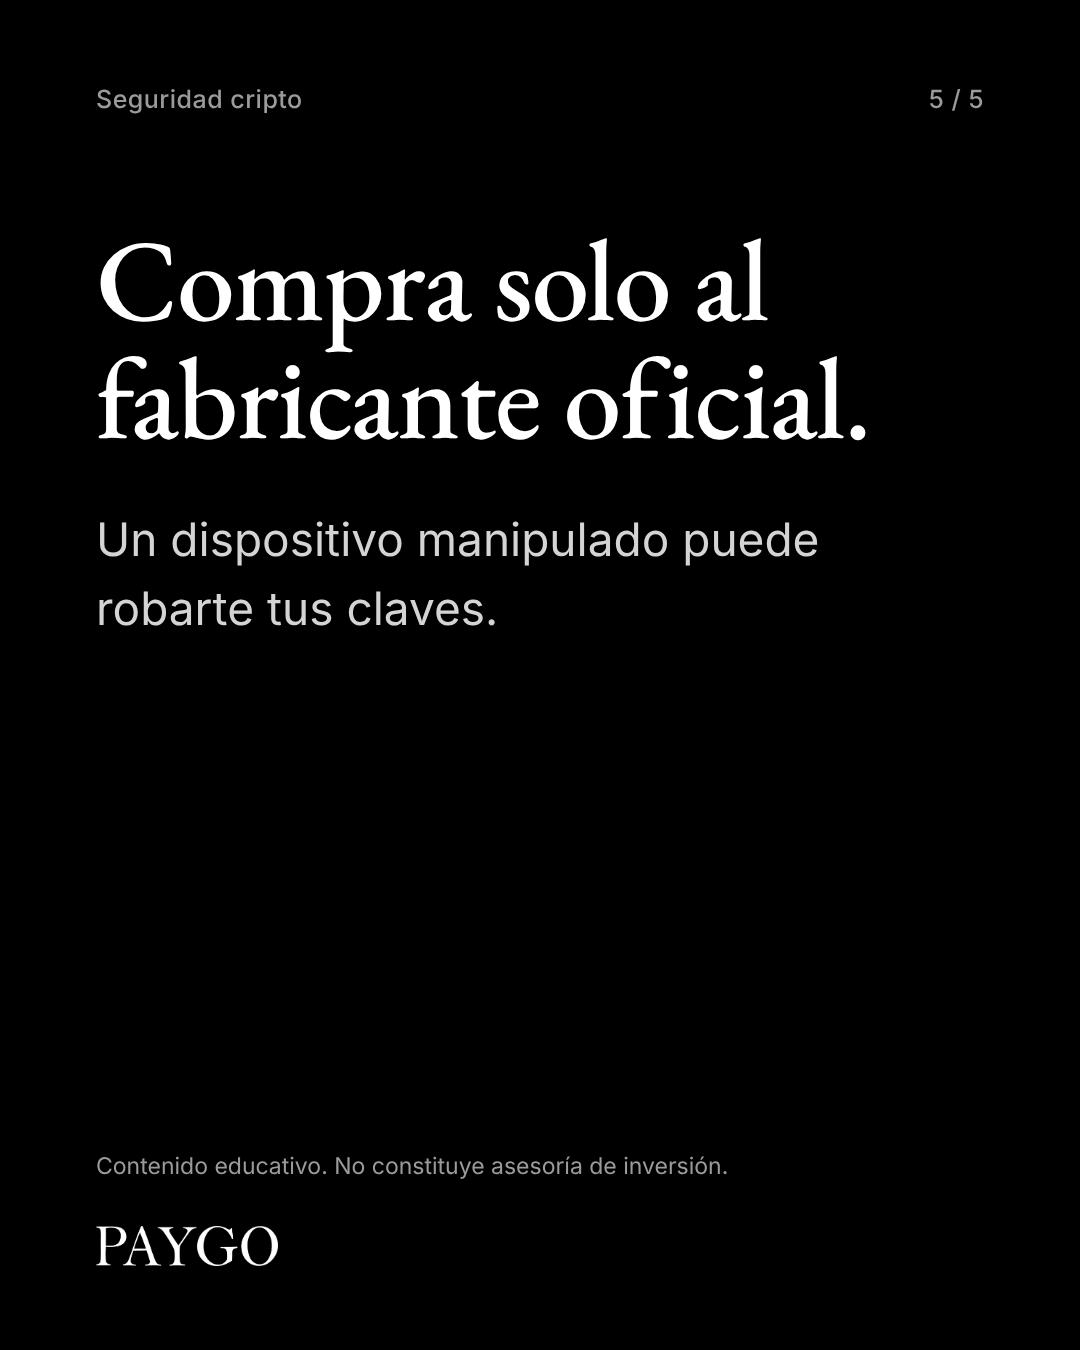 Seguridad cripto
5 / 5
Compra solo al
fabricante oficial.
Un dispositivo manipulado puede
robarte tus claves.
Contenido educativo. No constituye asesoría de inversión.
PAYGO